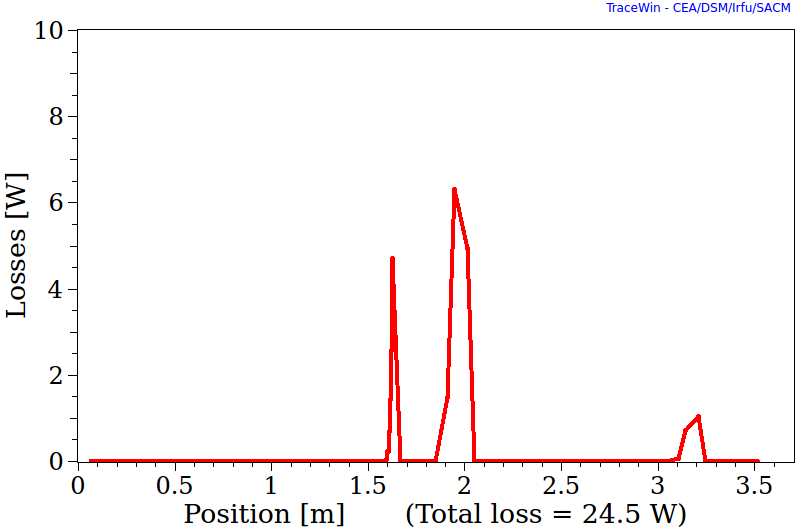 TraceWin - CEA/DSM/Irfu/SACM
10
8
6
4
2
0
Losses [W]
0 0.5 1 1.5 2 2.5 3 3.5
Position [m] (Total loss = 24.5 W)